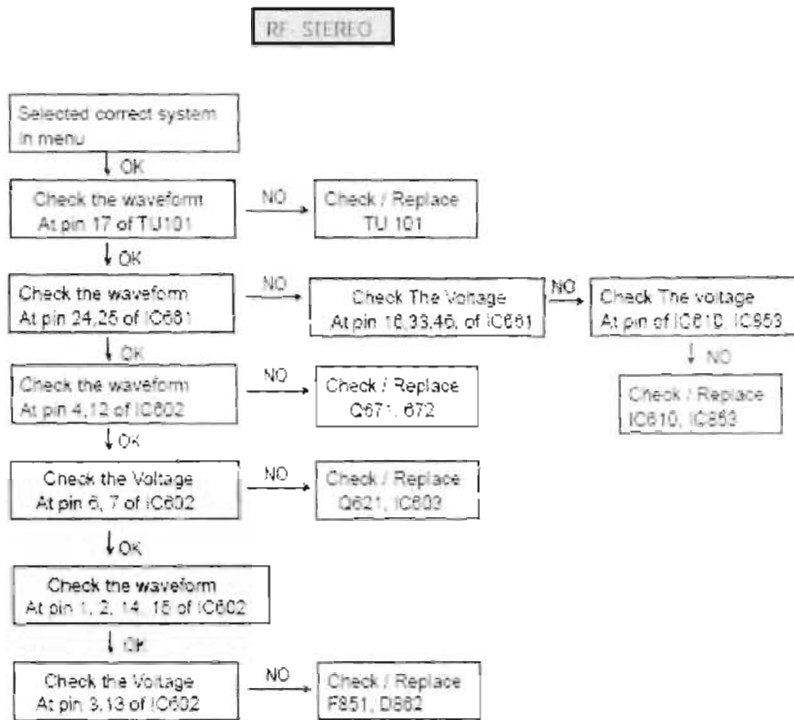 RF- STEREO
Selected correct system
In menu
OK
Check the waveform
At pin 17 of TU101
NO
Check / Replace
TU 101
OK
Check the waveform
At pin 24,25 of IC661
NO
Check The Voltage
At pin 16,33,46, of IC661
NO
Check The voltage
At pin of IC610, IC953
OK
NO
Check the waveform
At pin 4,12 of IC602
NO
Check / Replace
Q671, 672
Check / Replace
IC610,
OK
Check the Voltage
At pin 6, 7 of IC602
NO
Check / Replace
Q621, IC603
OK
Check the waveform
At pin 1, 2, 14, 15 of IC602
OK
Check the Voltage
At pin 3,13 of IC602
NO
Check / Replace
F851, D862